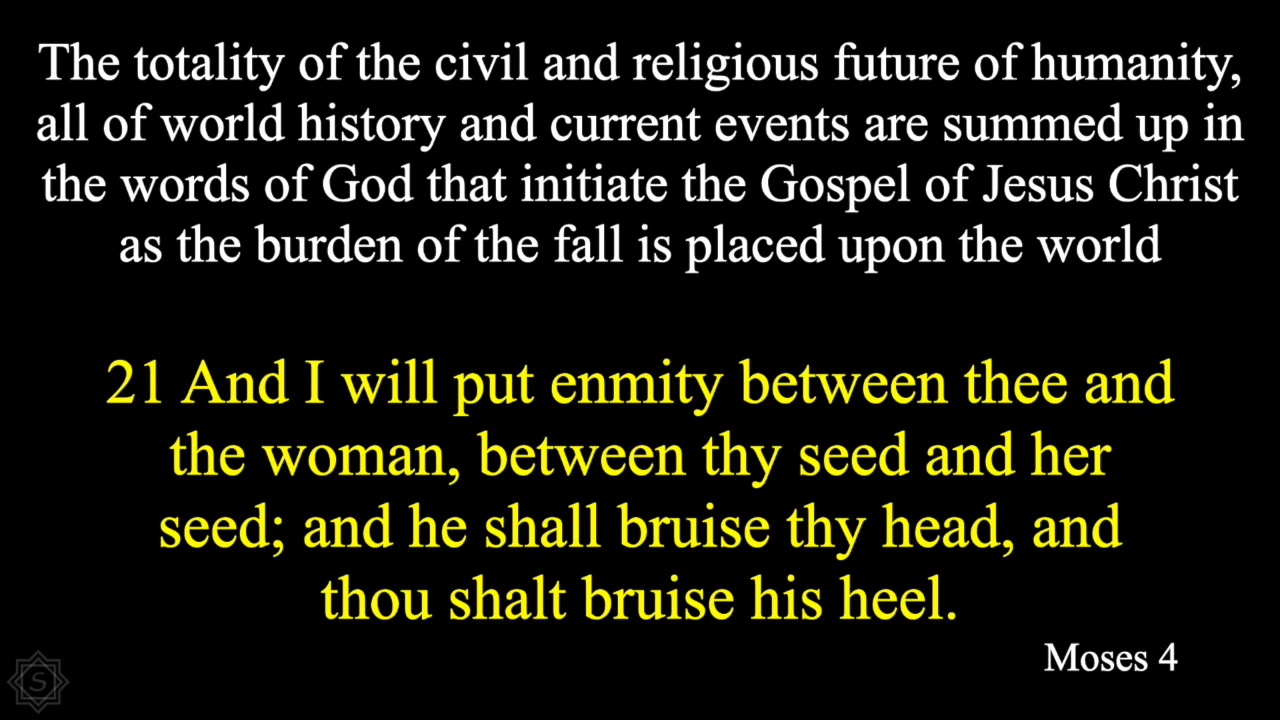 The totality of the civil and religious future of humanity,
all of world history and current events are summed up in
the words of God that initiate the Gospel of Jesus Christ
as the burden of the fall is placed upon the world
21 And I will put enmity between thee and
the woman, between thy seed and her
seed; and he shall bruise thy head, and
thou shalt bruise his heel.
Moses 4
S